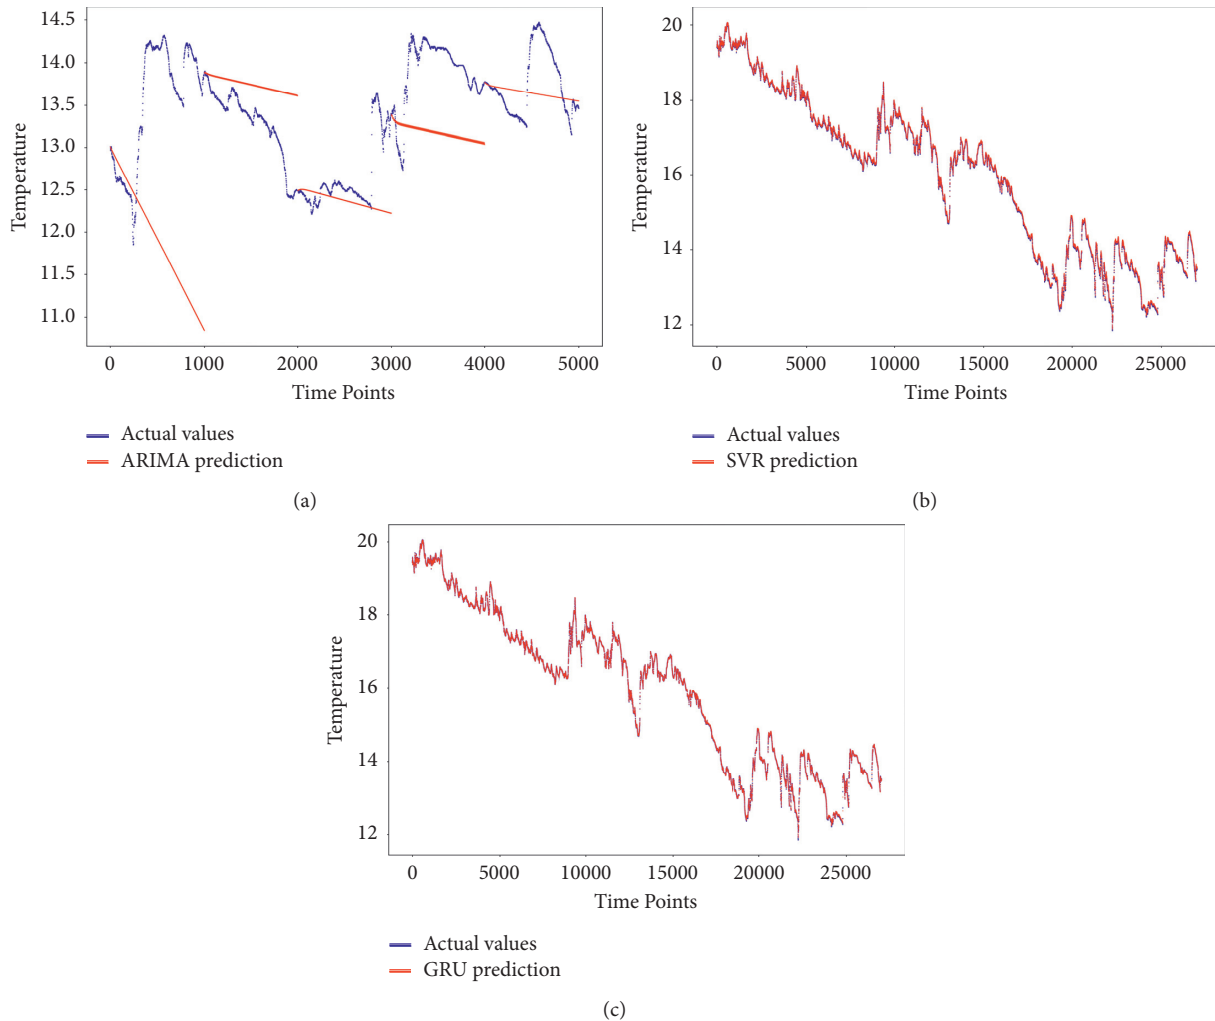 14.5
14.0
13.5
13.0
12.5
12.0
11.5
11.0
Temperature
0 1000 2000 3000 4000 5000
Time Points
Actual values
ARIMA prediction
(a)
20
18
16
14
12
Temperature
0 5000 10000 15000 20000 25000
Time Points
Actual values
SVR prediction
(b)
20
18
16
14
12
Temperature
0 5000 10000 15000 20000 25000
Time Points
Actual values
GRU prediction
(c)